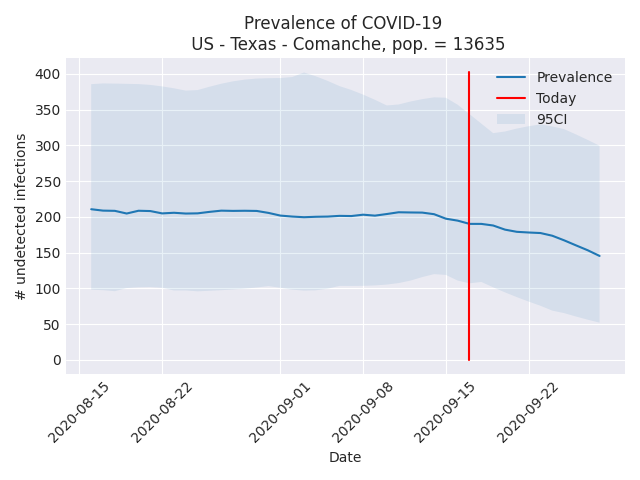 Prevalence of COVID-19
US - Texas - Comanche, pop. = 13635
# undetected infections
400
350
300
250
200
150
100
50
0
Prevalence
Today
95CI
2020-08-15
2020-08-22
2020-09-01
2020-09-08
2020-09-15
2020-09-22
Date